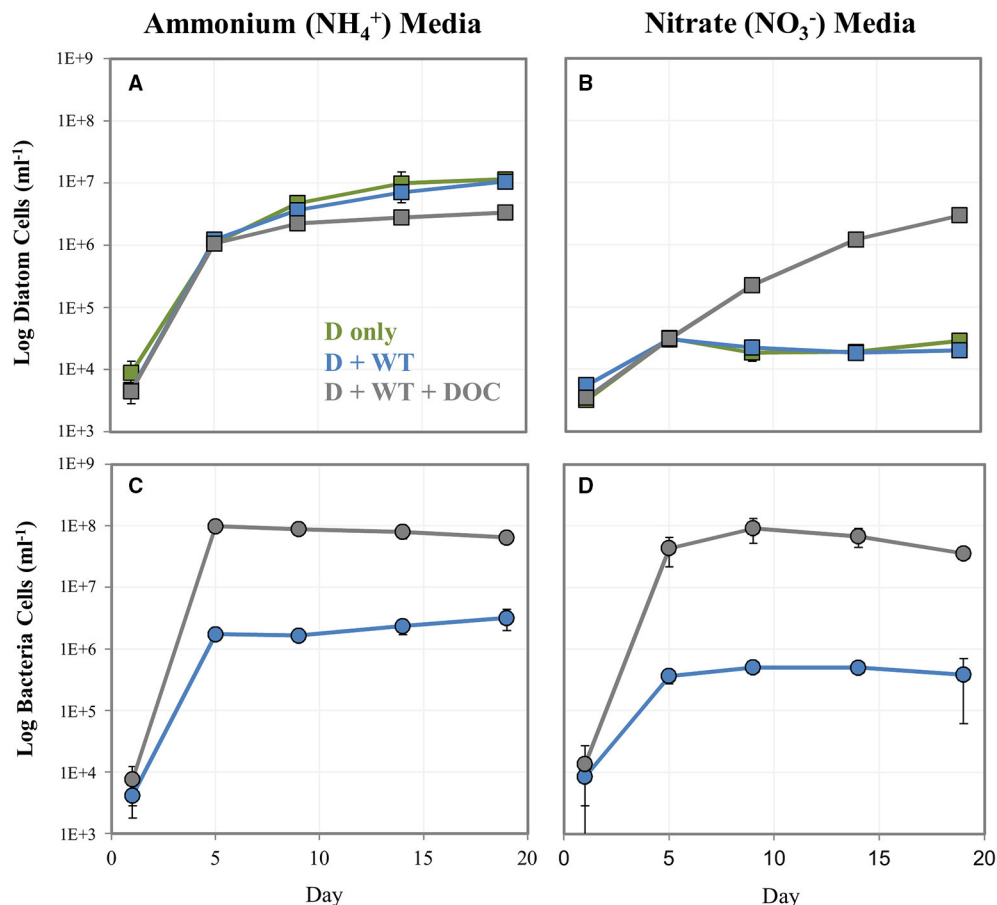 Ammonium (NH₄⁺) Media
Nitrate (NO₃⁻) Media
Log Diatom Cells (ml⁻¹)
1E+9
1E+8
1E+7
1E+6
1E+5
1E+4
1E+3
A
D only
D + WT
D + WT + DOC
B
Log Bacteria Cells (ml⁻¹)
1E+9
1E+8
1E+7
1E+6
1E+5
1E+4
1E+3
C
D
0 5 10 15 20
0 5 10 15 20
Day
Day